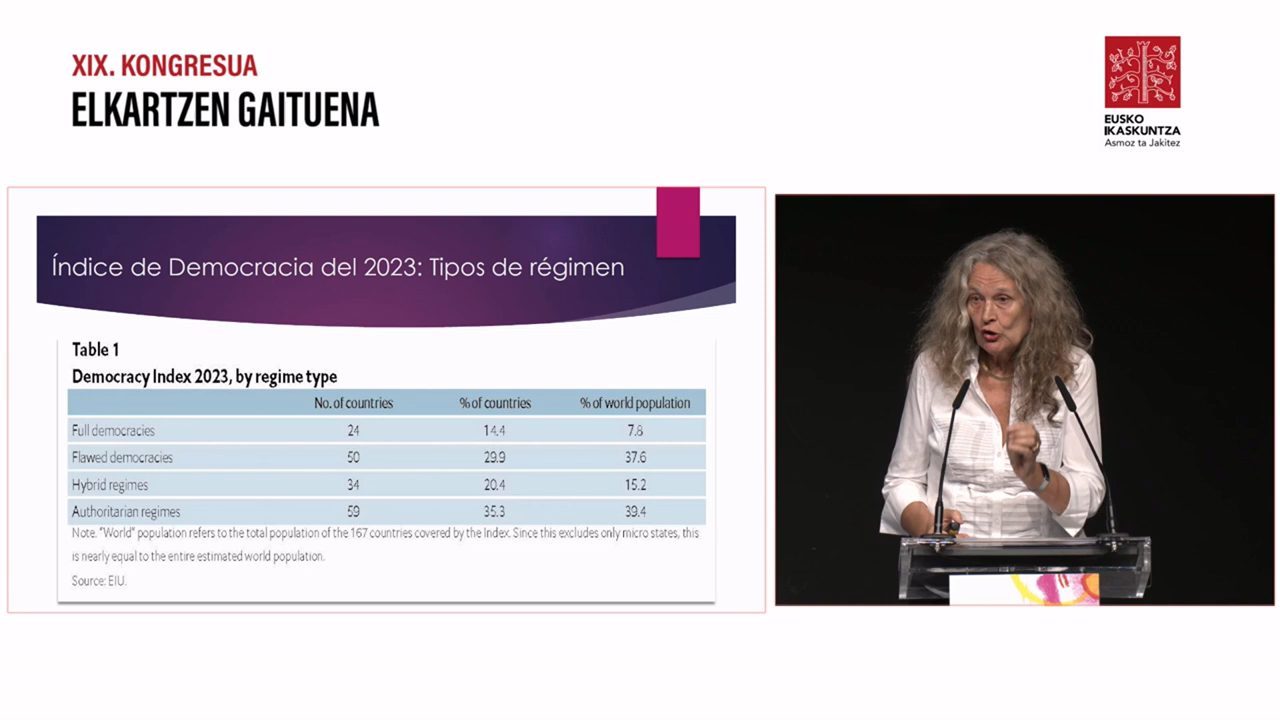 XIX. KONGRESUA
ELKARTZEN GAITUENA
EUSKO
IKASKUNTZA
Asmoz ta Jakitez
Índice de Democracia del 2023: Tipos de régimen
Table 1
Democracy Index 2023, by regime type
No. of countries % of countries % of world population
Full democracies 24 14.4 7.8
Flawed democracies 50 29.9 37.6
Hybrid regimes 34 20.4 15.2
Authoritarian regimes 59 35.3 39.4
Note. "World" population refers to the total population of the 167 countries covered by the Index. Since this excludes only micro states, this
is nearly equal to the entire estimated world population.
Source: EIU.